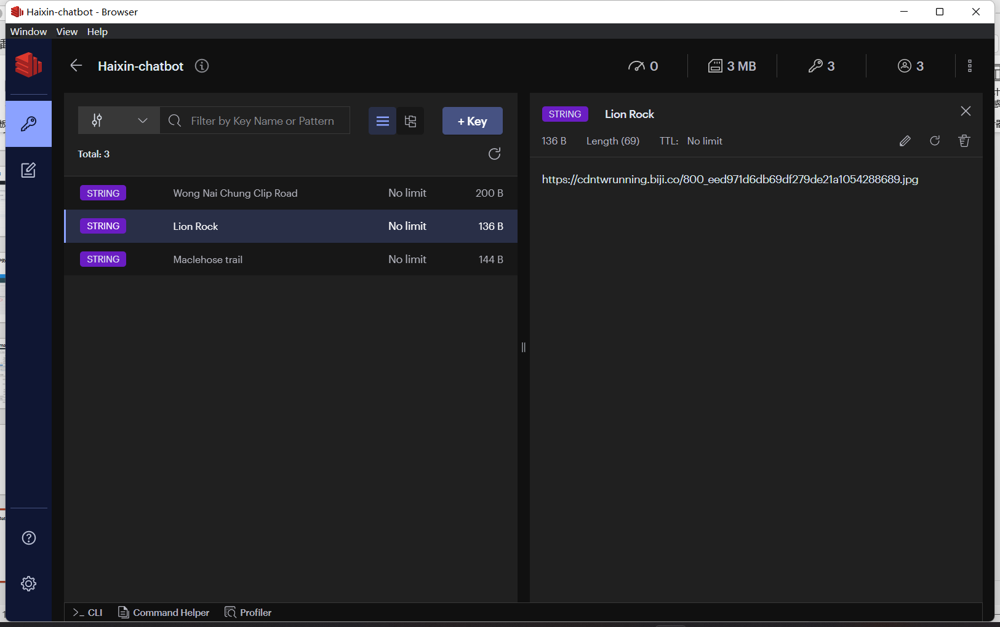 Haixin-chatbot - Browser
Window View Help
Haixin-chatbot
0
3 MB
3
3
Filter by Key Name or Pattern
+ Key
Total: 3
STRING Wong Nai Chung Clip Road No limit 200 B
STRING Lion Rock No limit 136 B
STRING Maclehose trail No limit 144 B
STRING Lion Rock
136 B Length (69) TTL: No limit
https://cdntwrunning.biji.co/800_eed971d6db69df279de21a1054288689.jpg
>_ CLI Command Helper Profiler